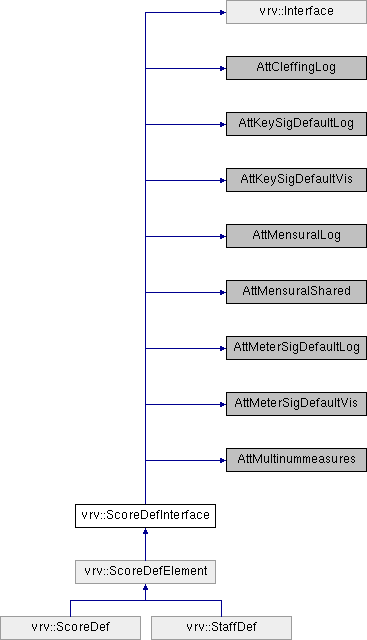 vrv::Interface
AttCleffingLog
AttKeySigDefaultLog
AttKeySigDefaultVis
AttMensuralLog
AttMensuralShared
AttMeterSigDefaultLog
AttMeterSigDefaultVis
AttMultinummeasures
vrv::ScoreDefInterface
vrv::ScoreDefElement
vrv::ScoreDef
vrv::StaffDef